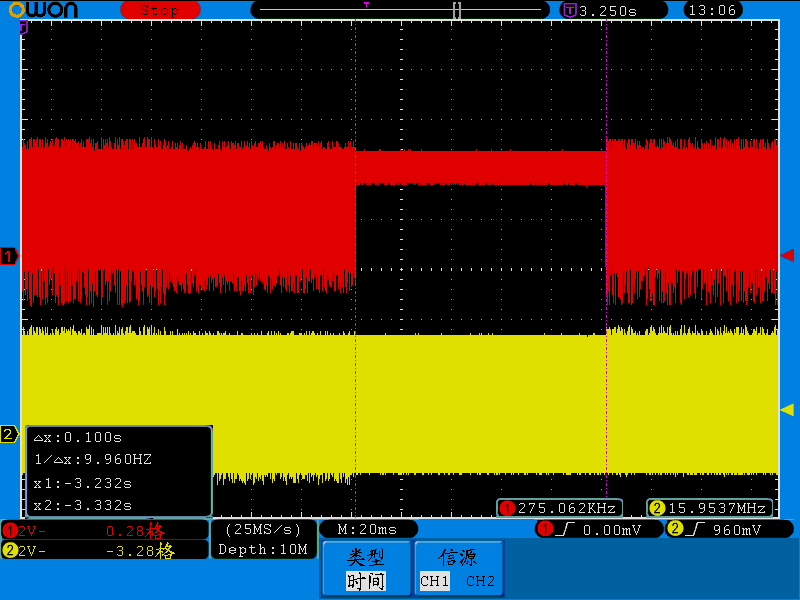 OWON Stop T 3.250s 13:06
T
1
2
△x:0.100s
1/△x:9.960HZ
x1:-3.232s
x2:-3.332s
1 275.062KHz 2 15.9537MHz
1 2V- 0.28格 (25MS/s) M:20ms 1 0.00mV 2 960mV
2 2V- -3.28格 Depth:10M
类型 信源
时间 CH1 CH2